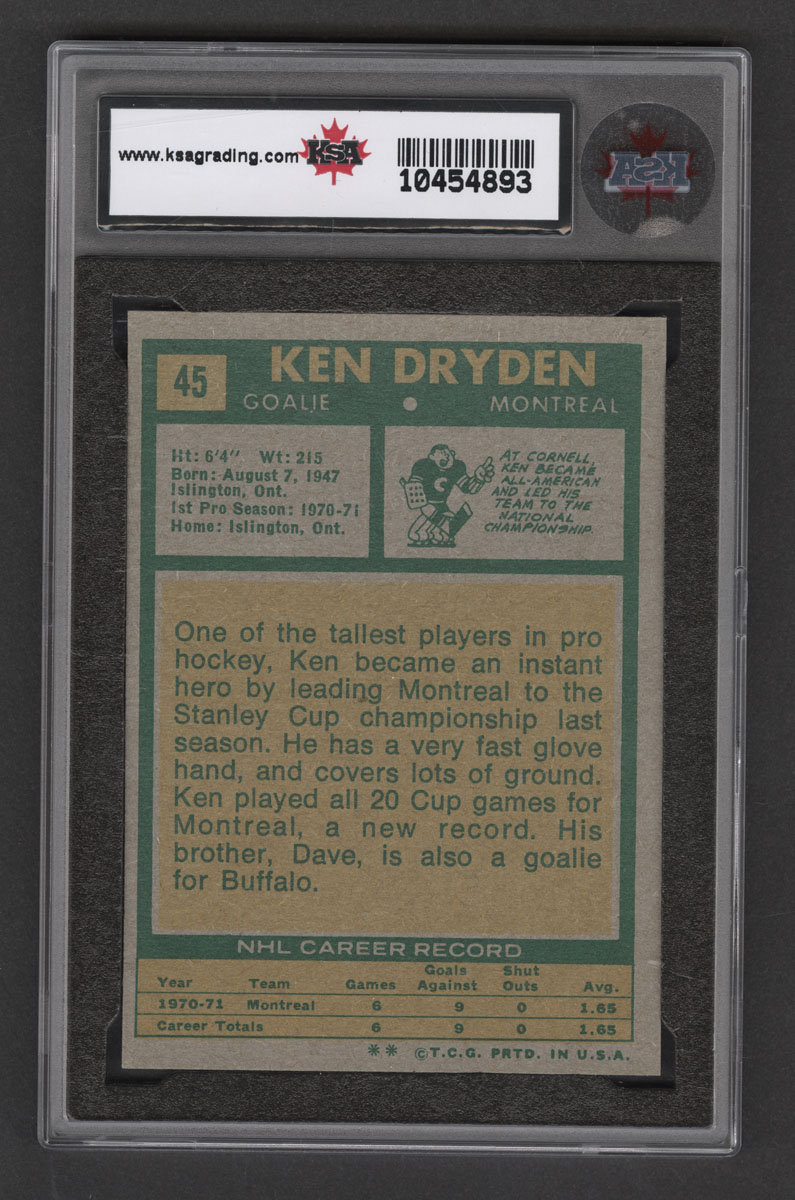 www.ksagrading.com KSA
10454893
KSA
45 KEN DRYDEN
GOALIE MONTREAL
Ht: 6'4" Wt: 215
Born: August 7, 1947
Islington, Ont.
1st Pro Season: 1970-71
Home: Islington, Ont.
C
AT CORNELL,
KEN BECAME
ALL-AMERICAN
AND LED HIS
TEAM TO THE
NATIONAL
CHAMPIONSHIP.
One of the tallest players in pro
hockey, Ken became an instant
hero by leading Montreal to the
Stanley Cup championship last
season. He has a very fast glove
hand, and covers lots of ground.
Ken played all 20 Cup games for
Montreal, a new record. His
brother, Dave, is also a goalie
for Buffalo.
NHL CAREER RECORD
Year Team Games Goals Against Shut Outs Avg.
1970-71 Montreal 6 9 0 1.65
Career Totals 6 9 0 1.65
** ©T.C.G. PRTD. IN U.S.A.